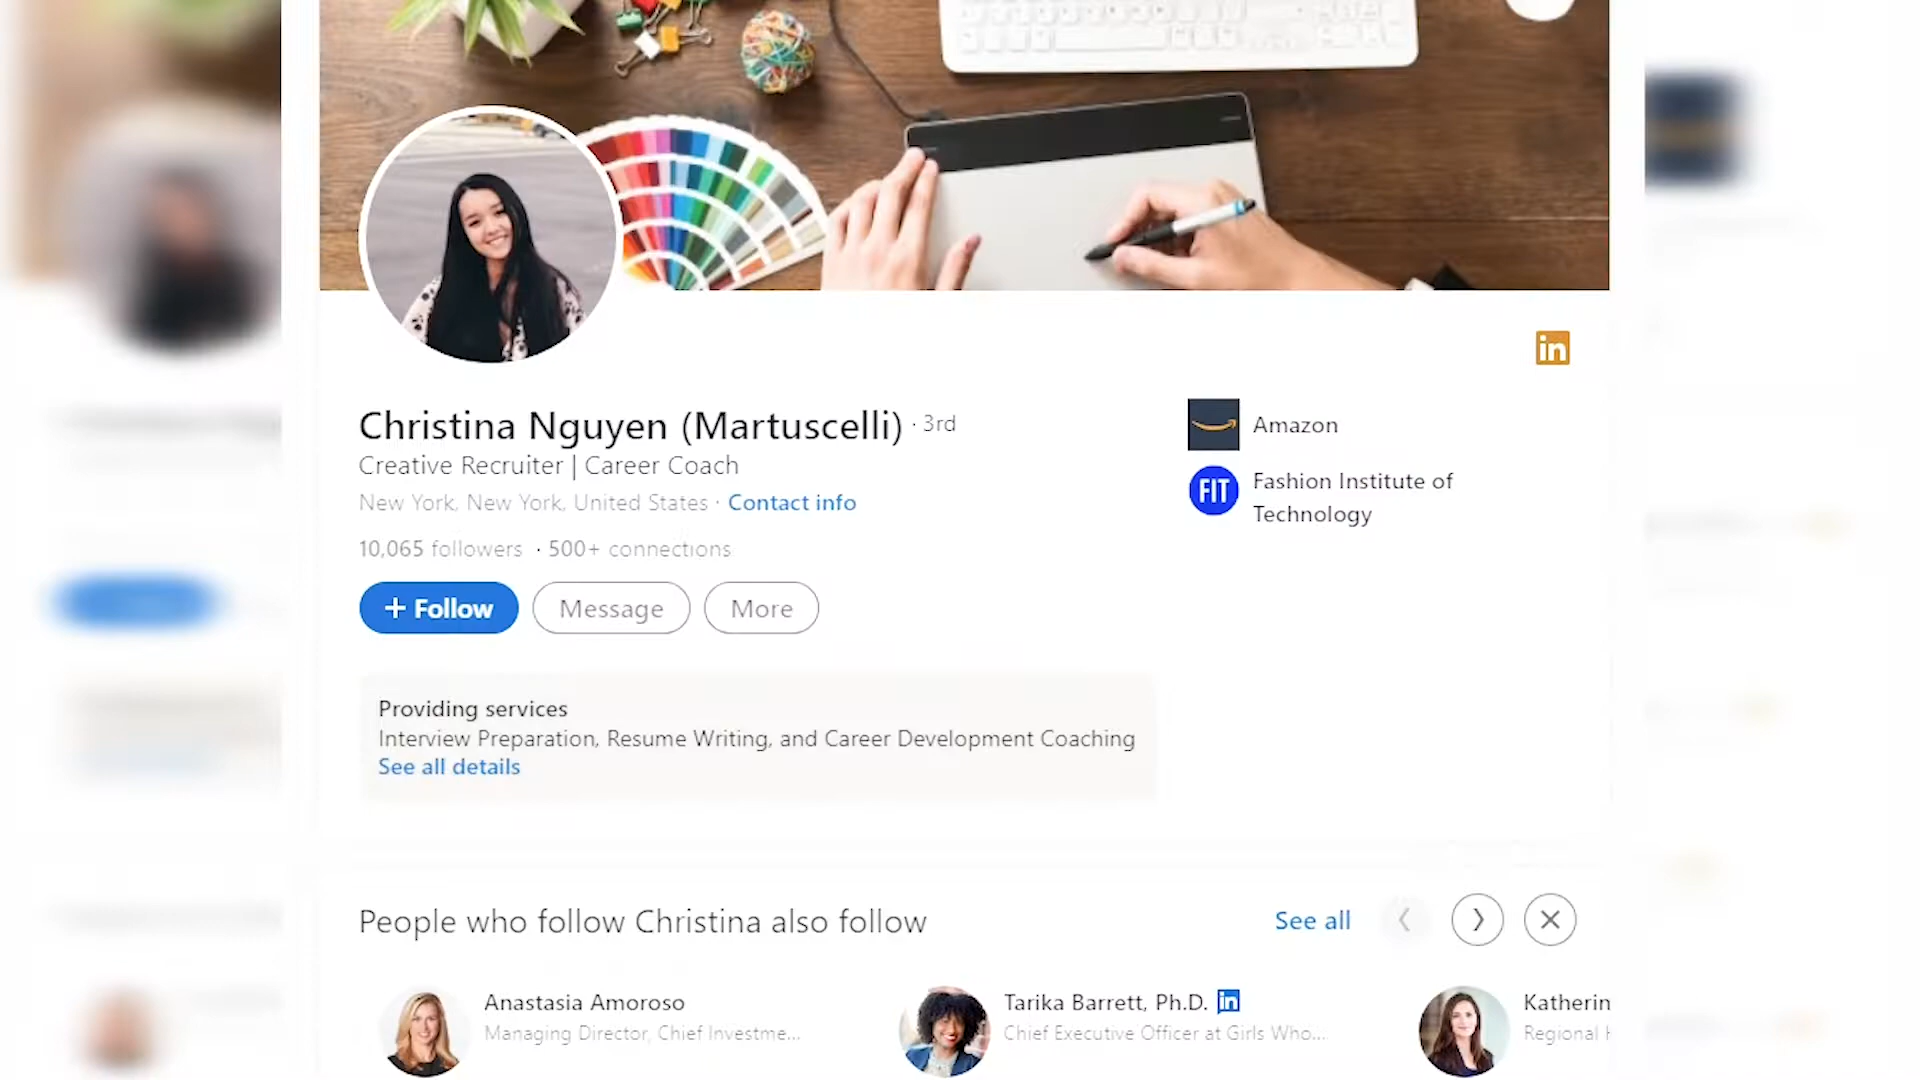 in
Christina Nguyen (Martuscelli) · 3rd
Creative Recruiter | Career Coach
New York, New York, United States · Contact info
10,065 followers · 500+ connections
+ Follow
Message
More
Amazon
FIT
Fashion Institute of
Technology
Providing services
Interview Preparation, Resume Writing, and Career Development Coaching
See all details
People who follow Christina also follow
See all
Anastasia Amoroso
Managing Director, Chief Investme...
Tarika Barrett, Ph.D. in
Chief Executive Officer at Girls Who...
Katherin
Regional